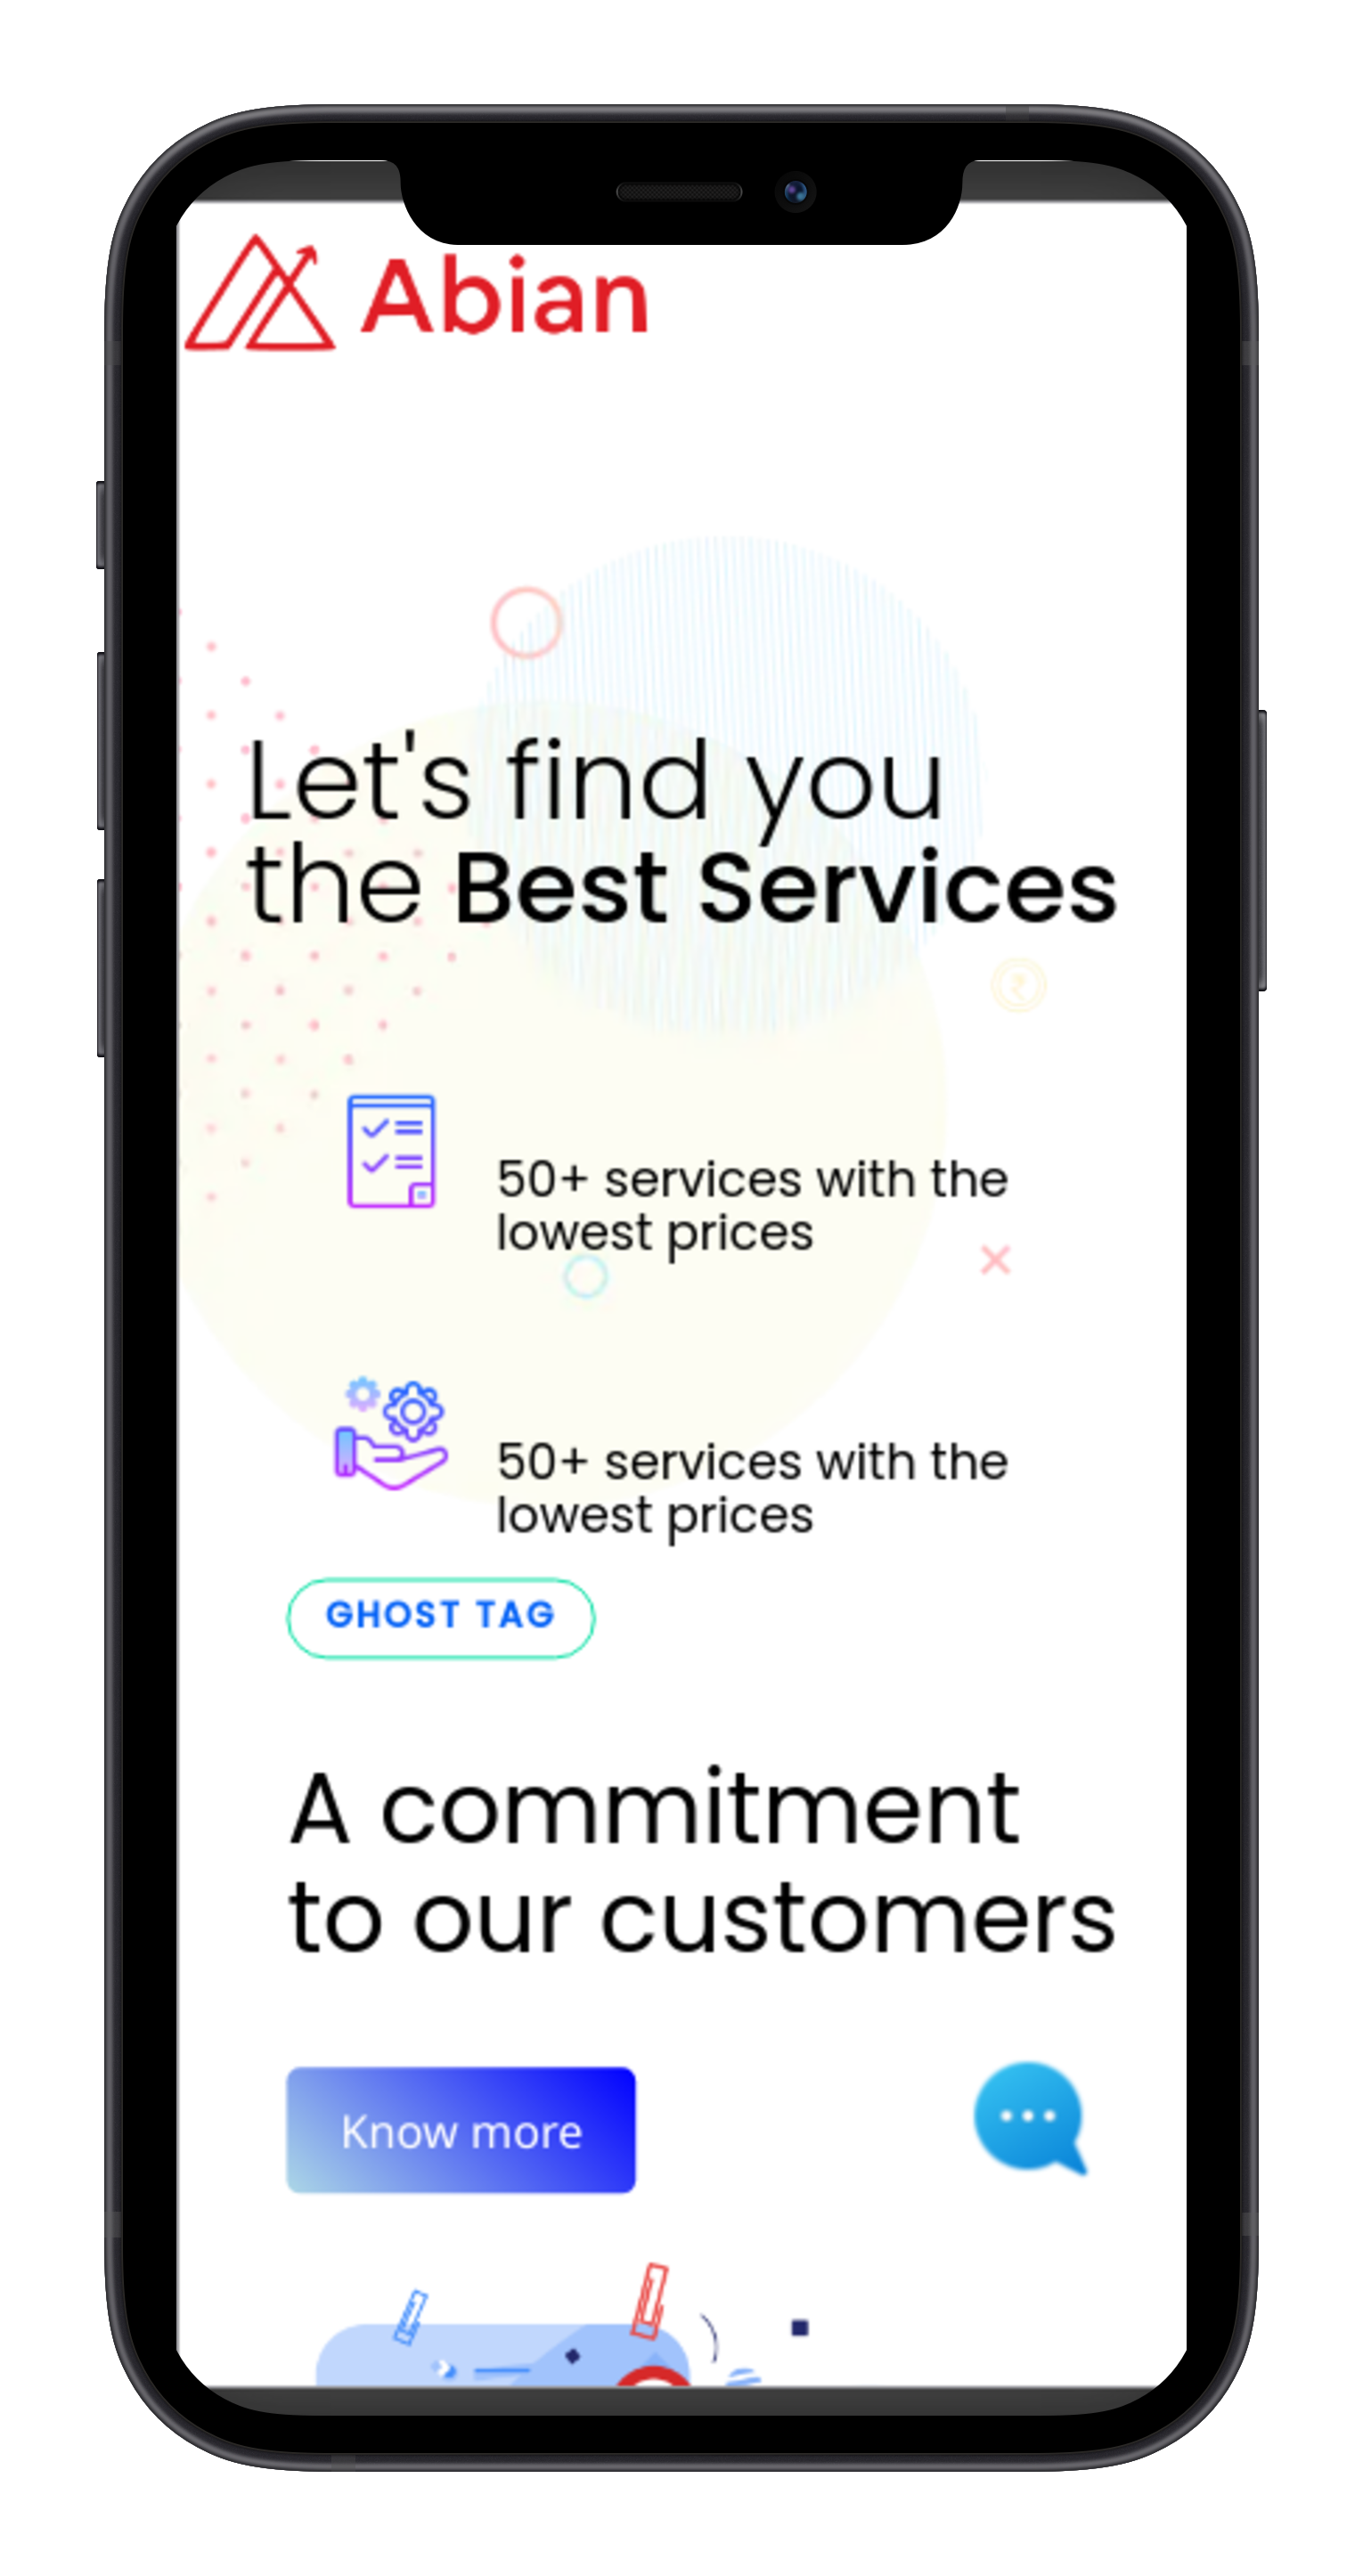 Abian
Let's find you
the Best Services
50+ services with the
lowest prices
50+ services with the
lowest prices
GHOST TAG
A commitment
to our customers
Know more